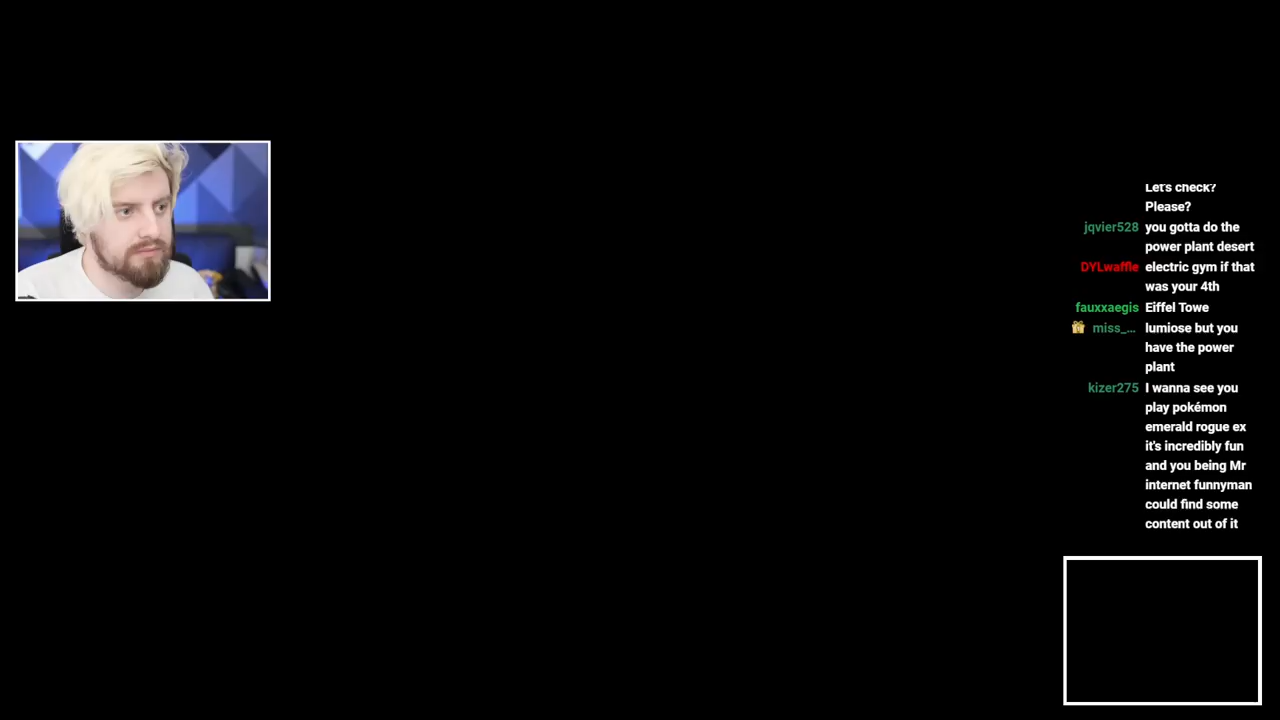 Let's check?
Please?
jqvier528 you gotta do the
power plant desert
DYLwaffle electric gym if that
was your 4th
fauxxaegis Eiffel Towe
miss_... lumiose but you
have the power
plant
kizer275 I wanna see you
play pokémon
emerald rogue ex
it's incredibly fun
and you being Mr
internet funnyman
could find some
content out of it